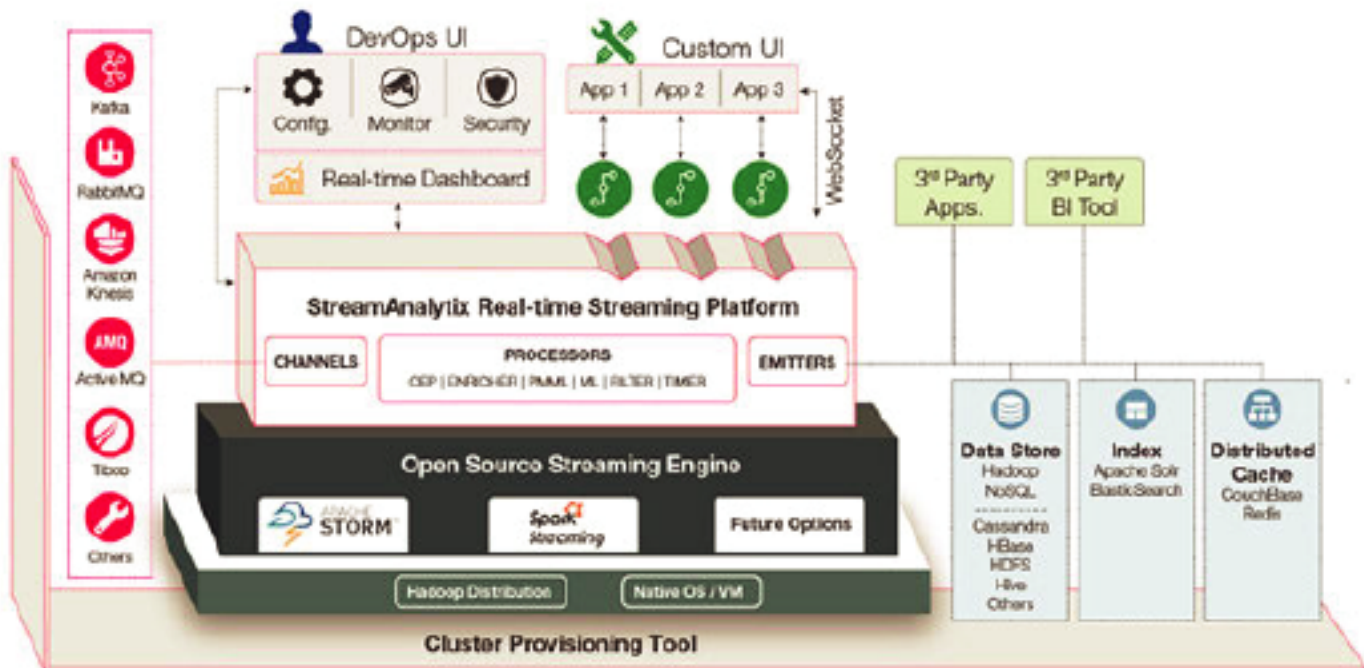 DevOps UI
Config.
Monitor
Security
Real-time Dashboard
Custom UI
App 1
App 2
App 3
WebSocket
Kafka
RabbitMQ
Amazon
Kinesis
AMQ
Active MQ
Tibco
Others
3rd Party
Apps.
3rd Party
BI Tool
StreamAnalytix Real-time Streaming Platform
CHANNELS
PROCESSORS
CEP | ENRICHER | PMML | ML | FILTER | TIMER
EMITTERS
Open Source Streaming Engine
APACHE
STORM™
Spark
Streaming
Future Options
Hadoop Distribution
Native OS / VM
Cluster Provisioning Tool
Data Store
Hadoop
NoSQL
Cassandra
HBase
HDFS
Hive
Others
Index
Apache Solr
ElasticSearch
Distributed
Cache
CouchBase
Redis